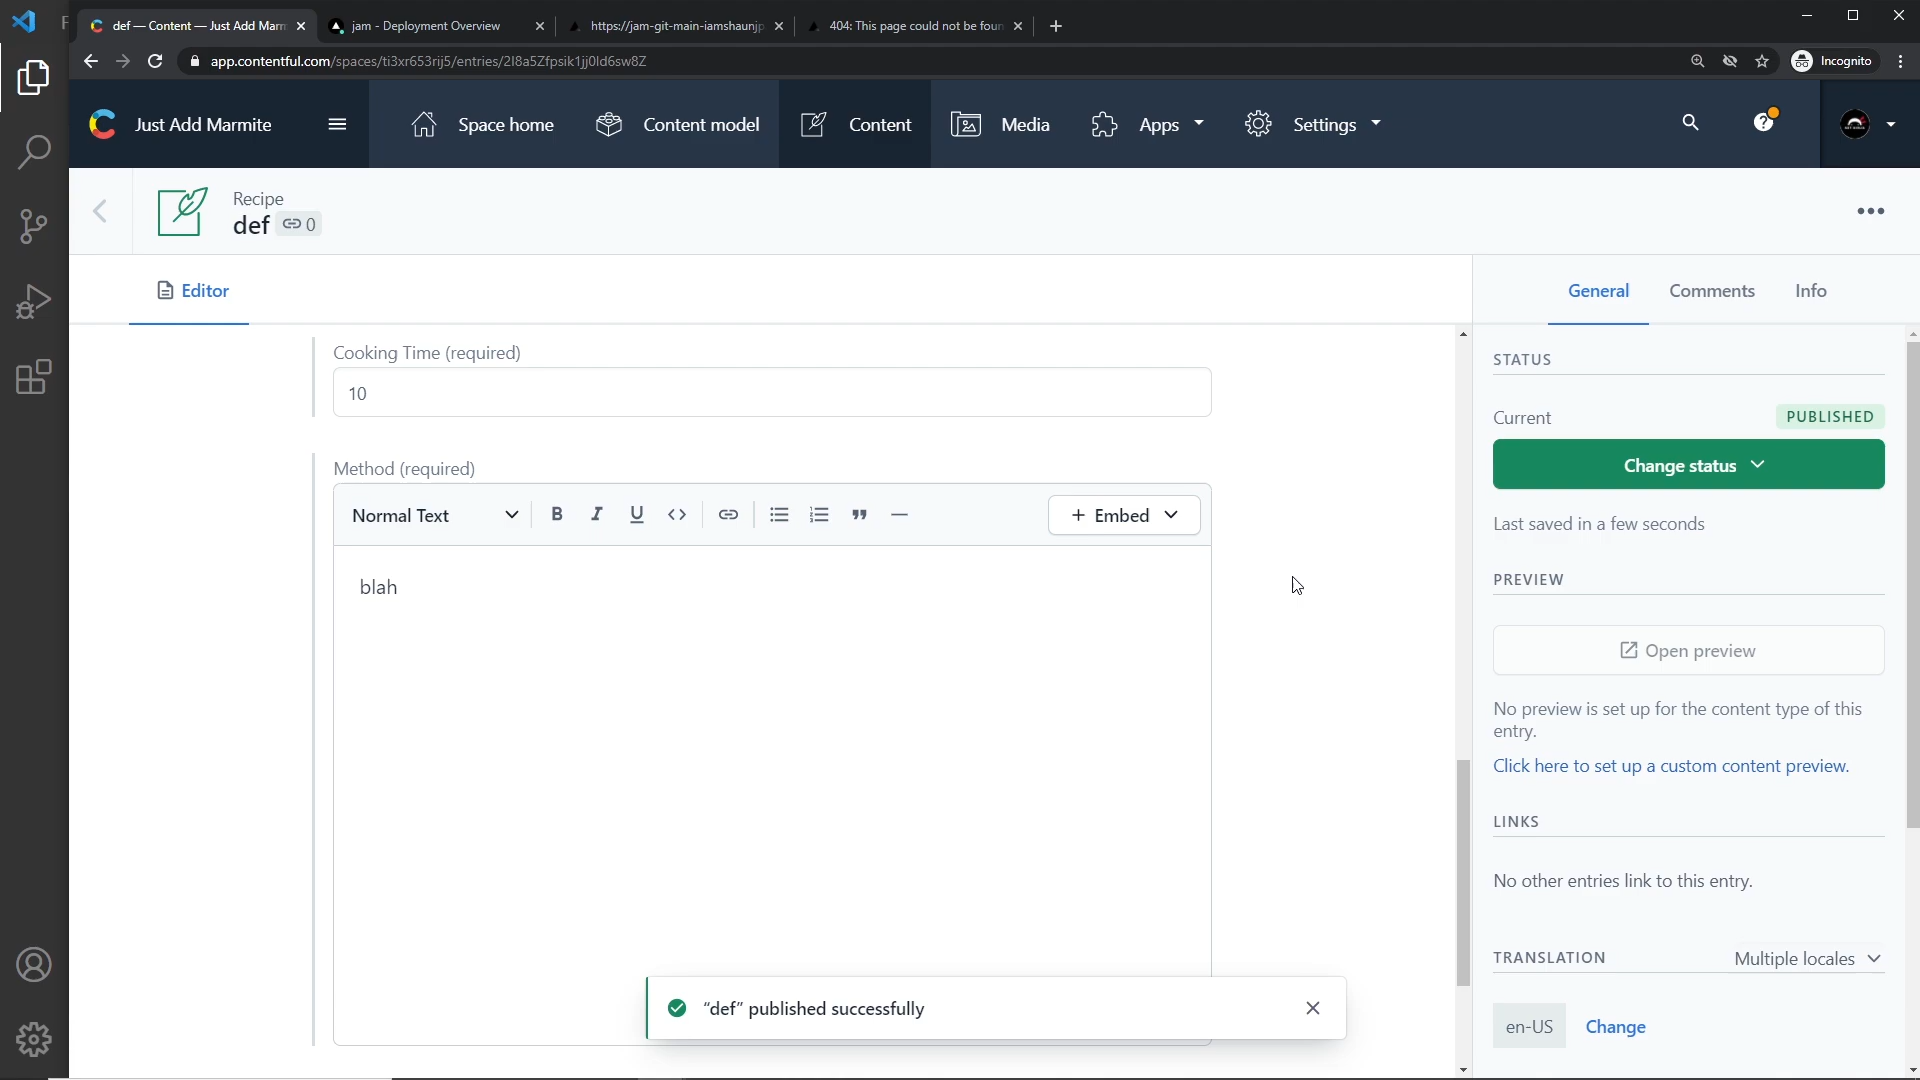 def — Content — Just Add Marm
jam - Deployment Overview
https://jam-git-main-iamshaunjp
404: This page could not be foun
app.contentful.com/spaces/ti3xr653rij5/entries/2I8a5Zfpsik1jj0Id6sw8Z
Incognito
Just Add Marmite
Space home
Content model
Content
Media
Apps
Settings
Recipe
def 0
Editor
General
Comments
Info
Cooking Time (required)
10
Method (required)
Normal Text
B I U <>
+ Embed
blah
STATUS
Current
PUBLISHED
Change status
Last saved in a few seconds
PREVIEW
Open preview
No preview is set up for the content type of this
entry.
Click here to set up a custom content preview.
LINKS
No other entries link to this entry.
TRANSLATION
Multiple locales
en-US
Change
“def” published successfully